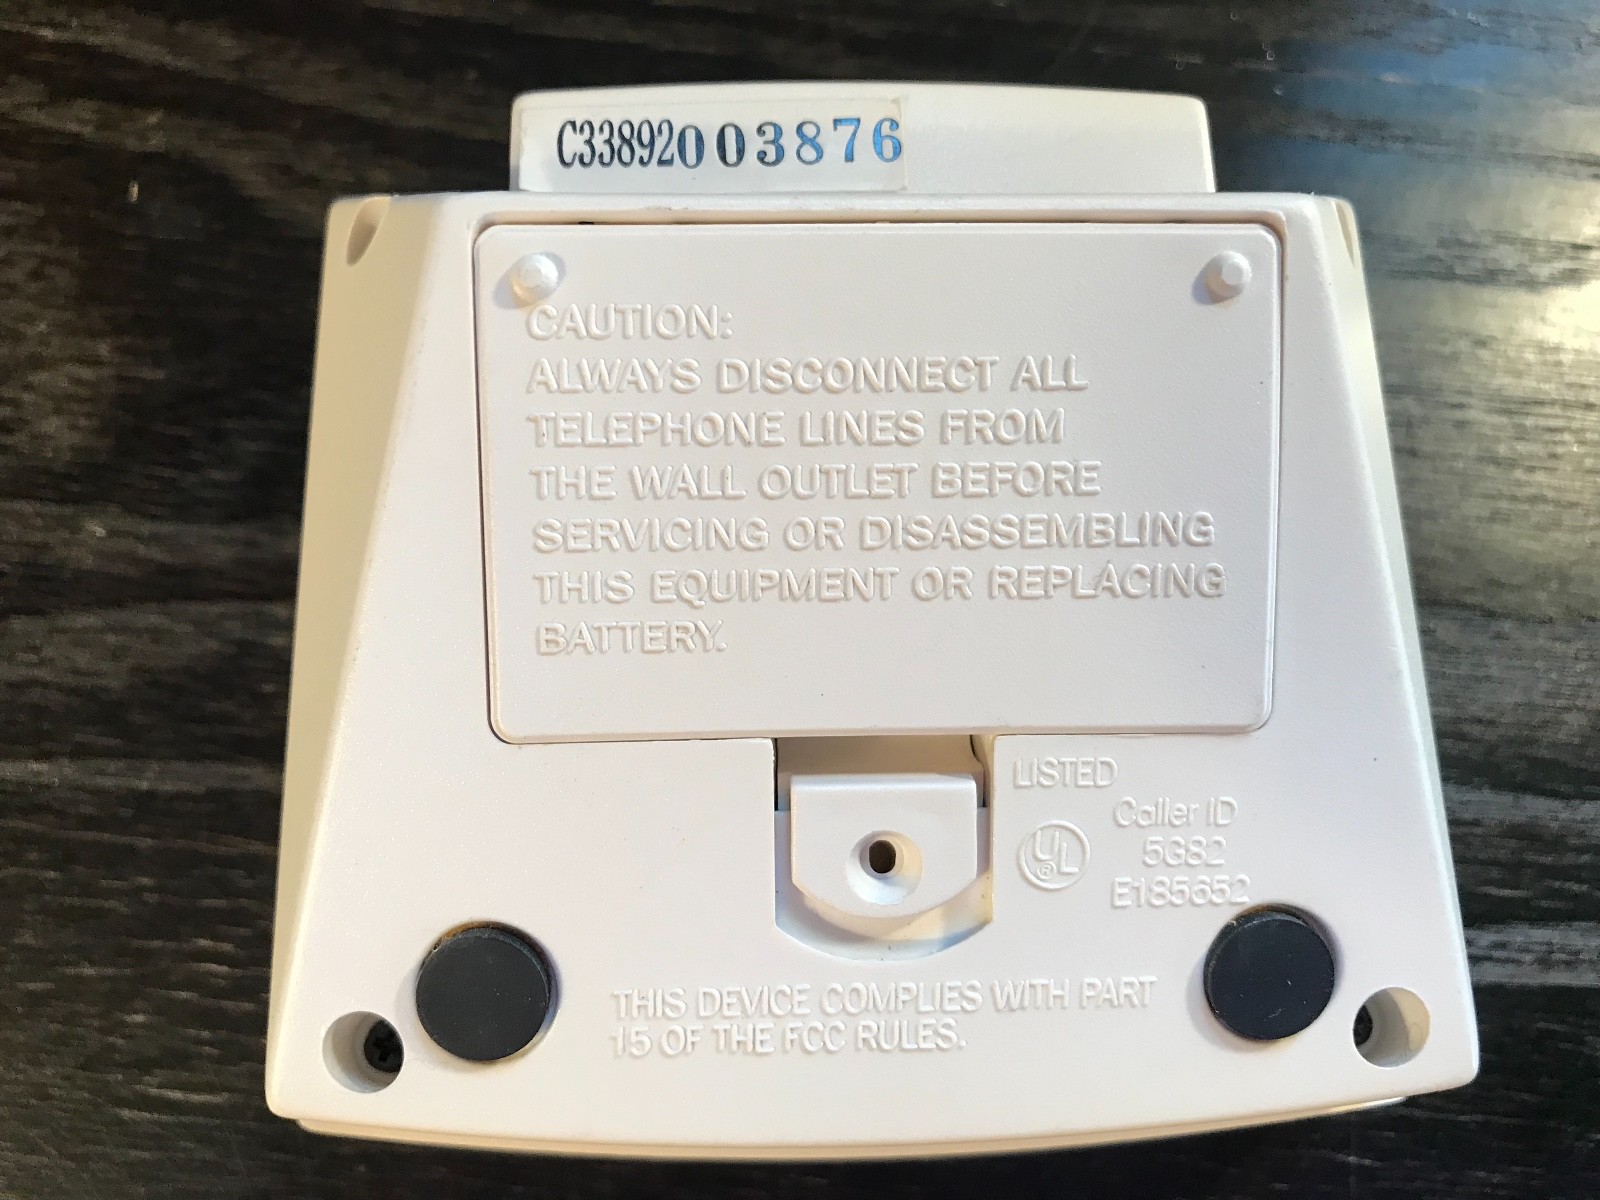 C33892003876
CAUTION:
ALWAYS DISCONNECT ALL
TELEPHONE LINES FROM
THE WALL OUTLET BEFORE
SERVICING OR DISASSEMBLING
THIS EQUIPMENT OR REPLACING
BATTERY.
LISTED
Caller ID
UL 5G82
®
E185652
THIS DEVICE COMPLIES WITH PART
15 OF THE FCC RULES.